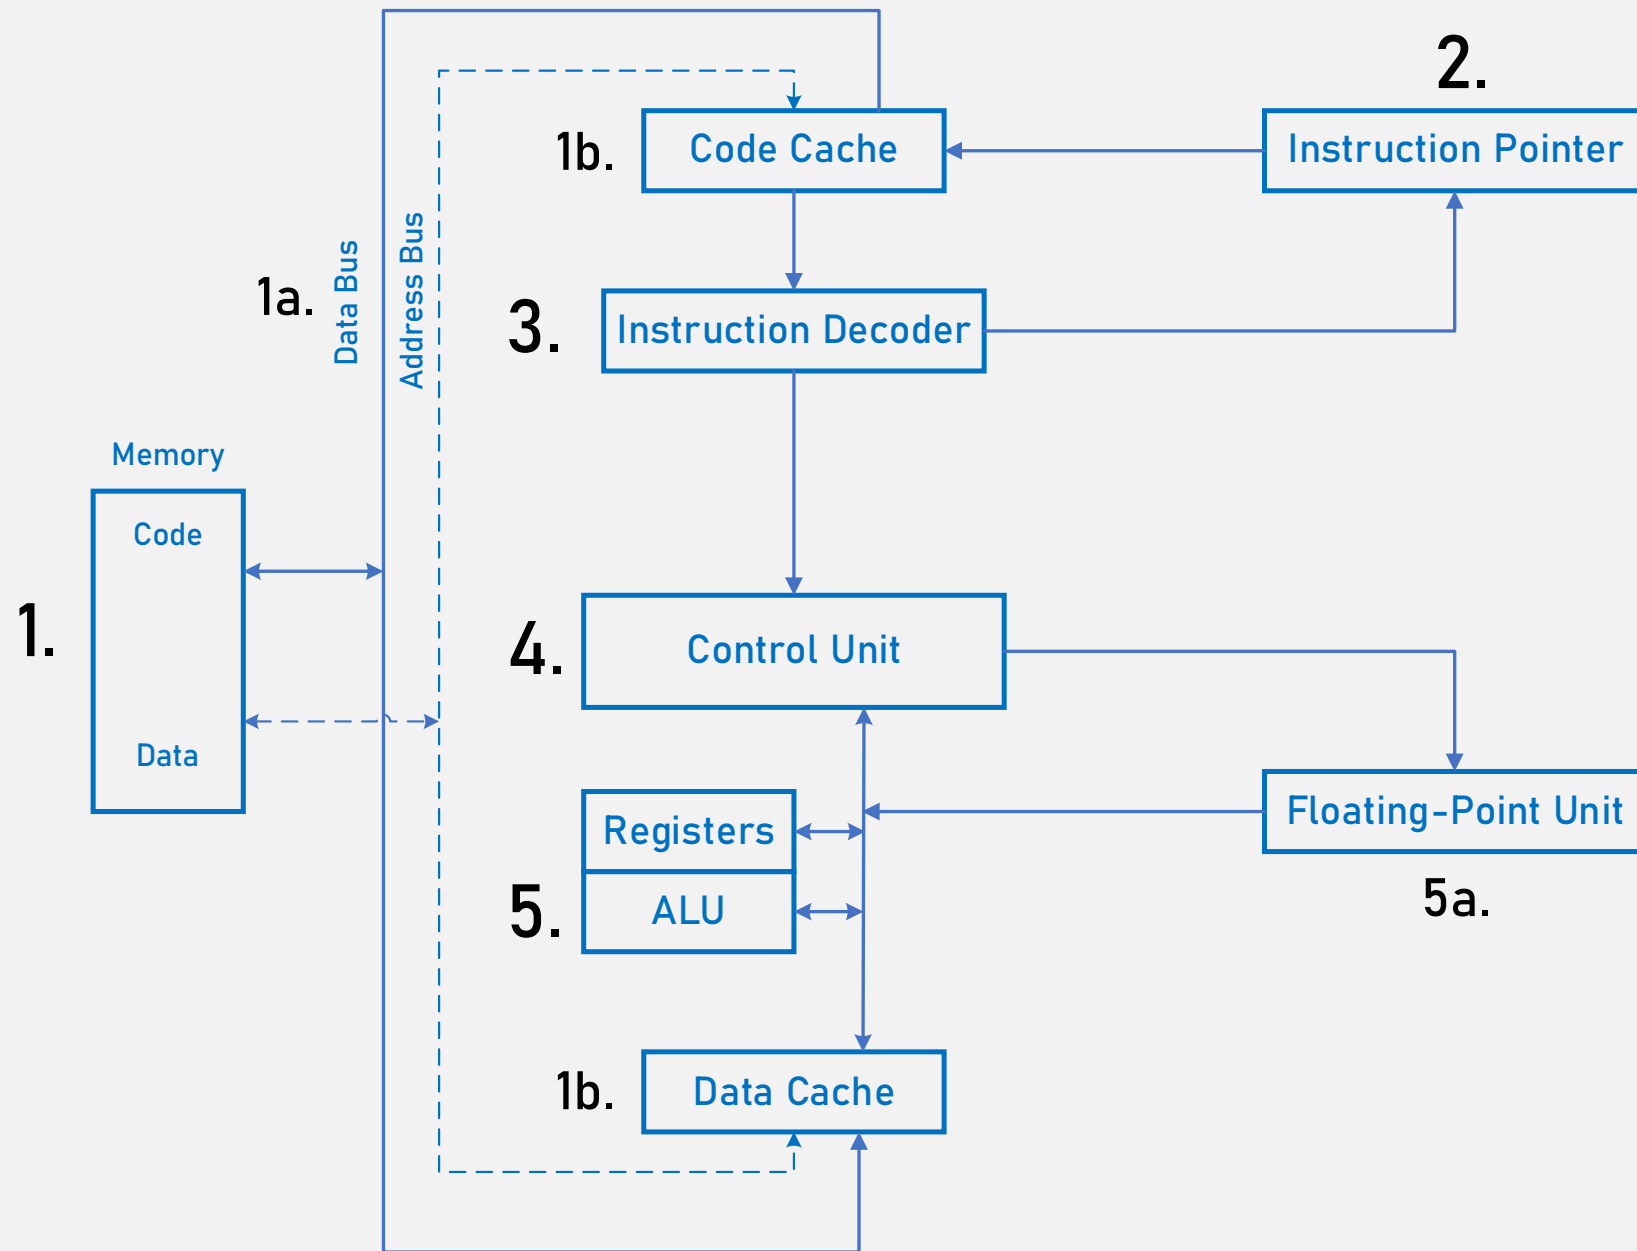 2.
1b.
Code Cache
Instruction Pointer
1a.
Data Bus
Address Bus
3.
Instruction Decoder
Memory
Code
1.
4.
Control Unit
Data
Registers
Floating-Point Unit
5.
ALU
5a.
1b.
Data Cache